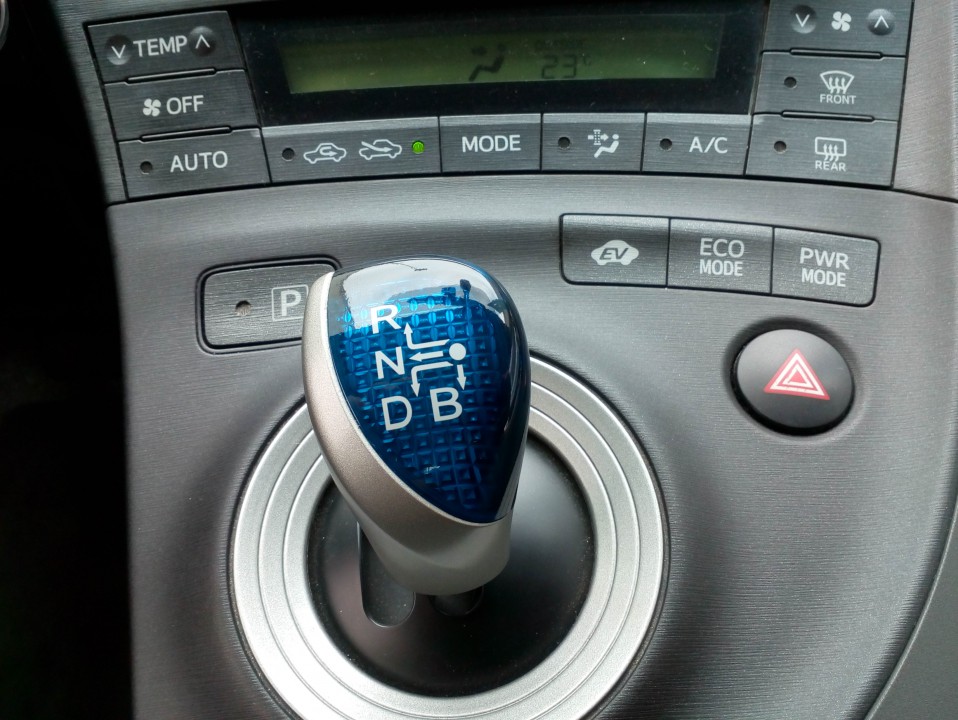 TEMP
23°
OFF
FRONT
AUTO
MODE
A/C
REAR
EV
ECO
MODE
PWR
MODE
P
R
N
D B